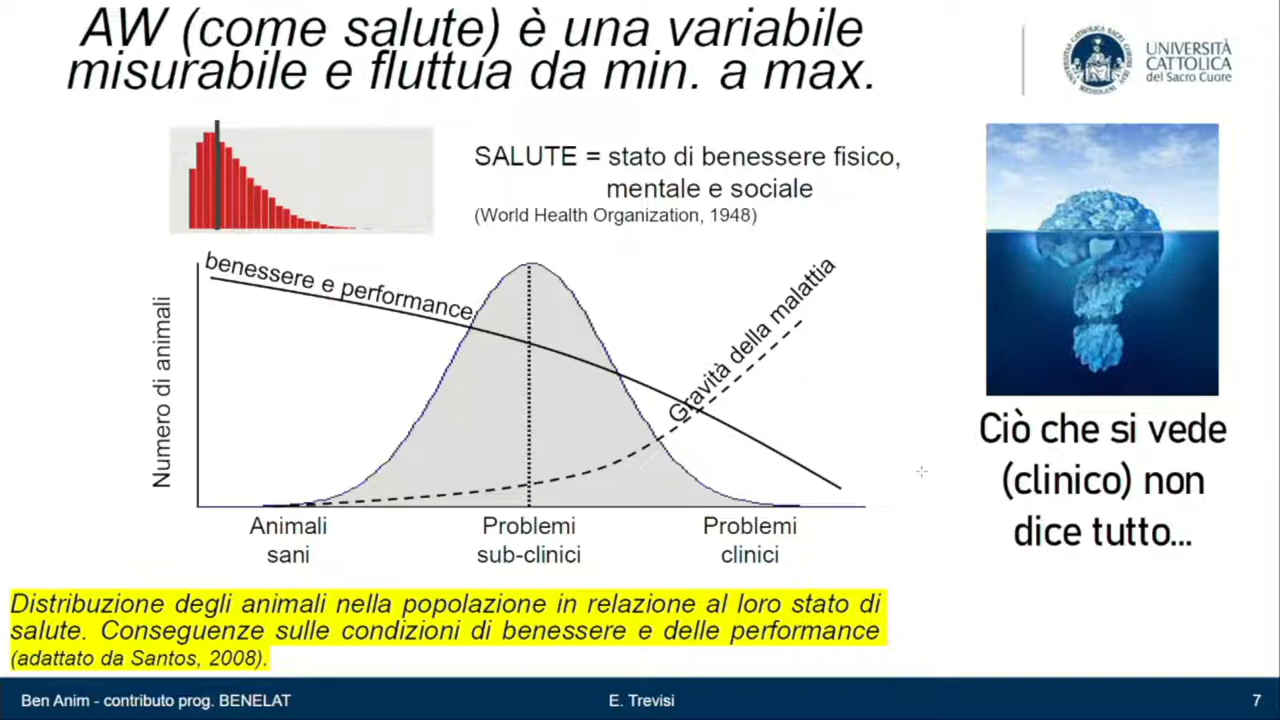 AW (come salute) è una variabile
misurabile e fluttua da min. a max.
UNIVERSITÀ
CATTOLICA
del Sacro Cuore
SALUTE = stato di benessere fisico,
mentale e sociale
(World Health Organization, 1948)
benessere e performance
Gravità della malattia
Numero di animali
Animali
sani
Problemi
sub-clinici
Problemi
clinici
Ciò che si vede
(clinico) non
dice tutto...
Distribuzione degli animali nella popolazione in relazione al loro stato di
salute. Conseguenze sulle condizioni di benessere e delle performance
(adattato da Santos, 2008).
Ben Anim - contributo prog. BENELAT
E. Trevisi
7